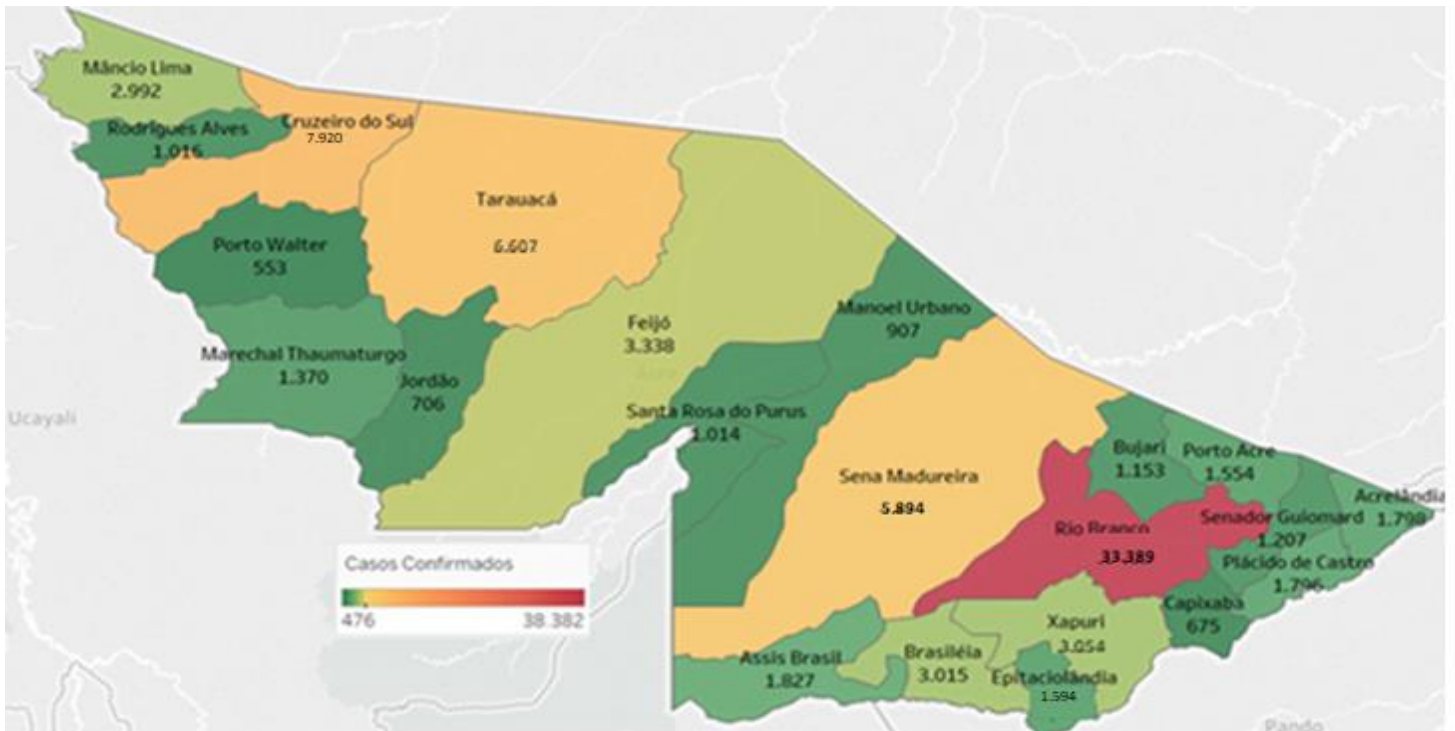 Mâncio Lima
2.992
Rodrigues Alves
1.016
Cruzeiro do Sul
7.920
Tarauacá
6.607
Porto Walter
553
Marechal Thaumaturgo
1.370
Jordão
706
Feijó
3.338
Acre
Manoel Urbano
907
Santa Rosa do Purus
1.014
Ucayali
Sena Madureira
5.894
Bujari
1.153
Porto Acre
1.554
Acrelândia
1.798
Rio Branco
33.389
Senador Guiomard
1.207
Plácido de Castro
1.796
Capixaba
675
Xapuri
3.054
Assis Brasil
1.827
Brasiléia
3.015
Epitaciolândia
1.594
Casos Confirmados
476 38.382
Pando